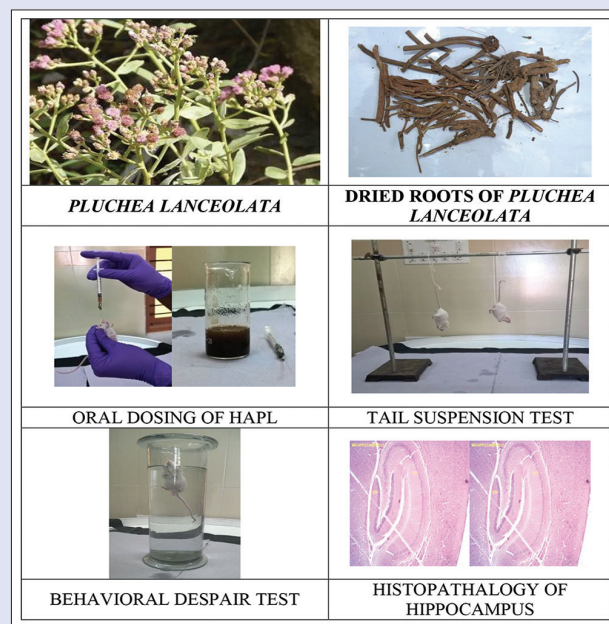 PLUCHEA LANCEOLATA
DRIED ROOTS OF PLUCHEA
LANCEOLATA
ORAL DOSING OF HAPL
TAIL SUSPENSION TEST
BEHAVIORAL DESPAIR TEST
HISTOPATHALOGY OF
HIPPOCAMPUS